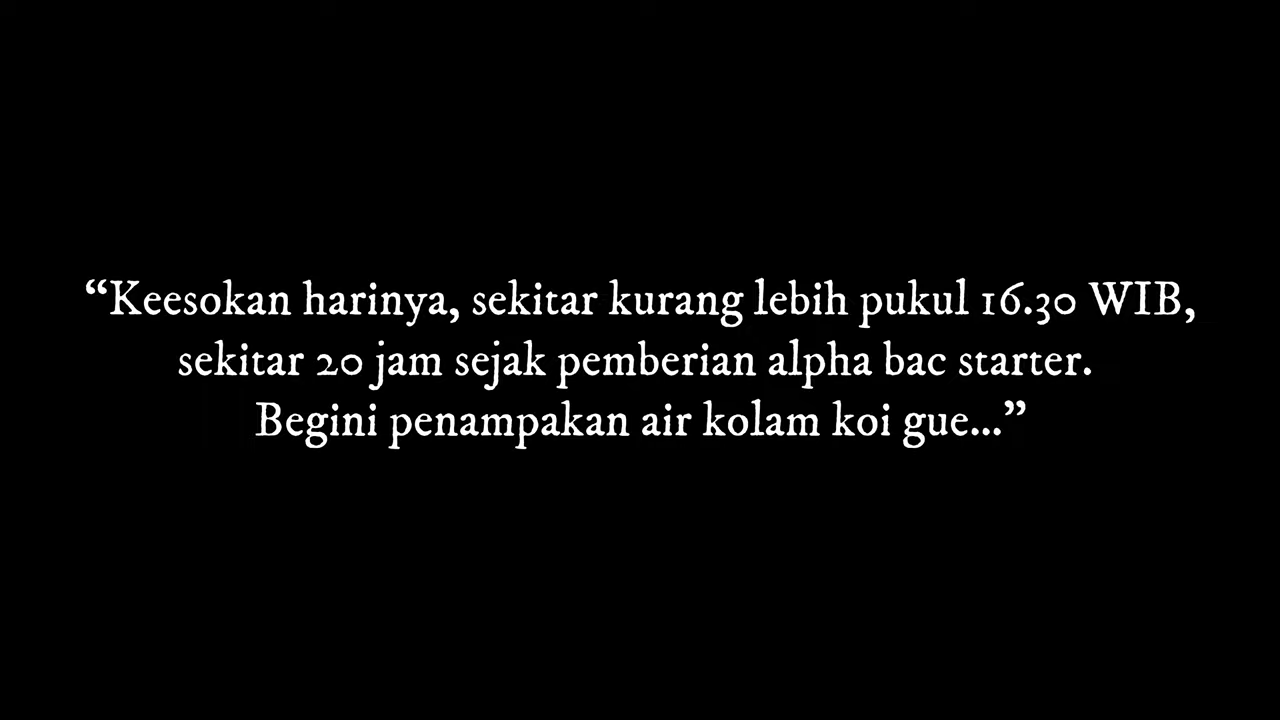 “Keesokan harinya, sekitar kurang lebih pukul 16.30 WIB,
sekitar 20 jam sejak pemberian alpha bac starter.
Begini penampakan air kolam koi gue...”